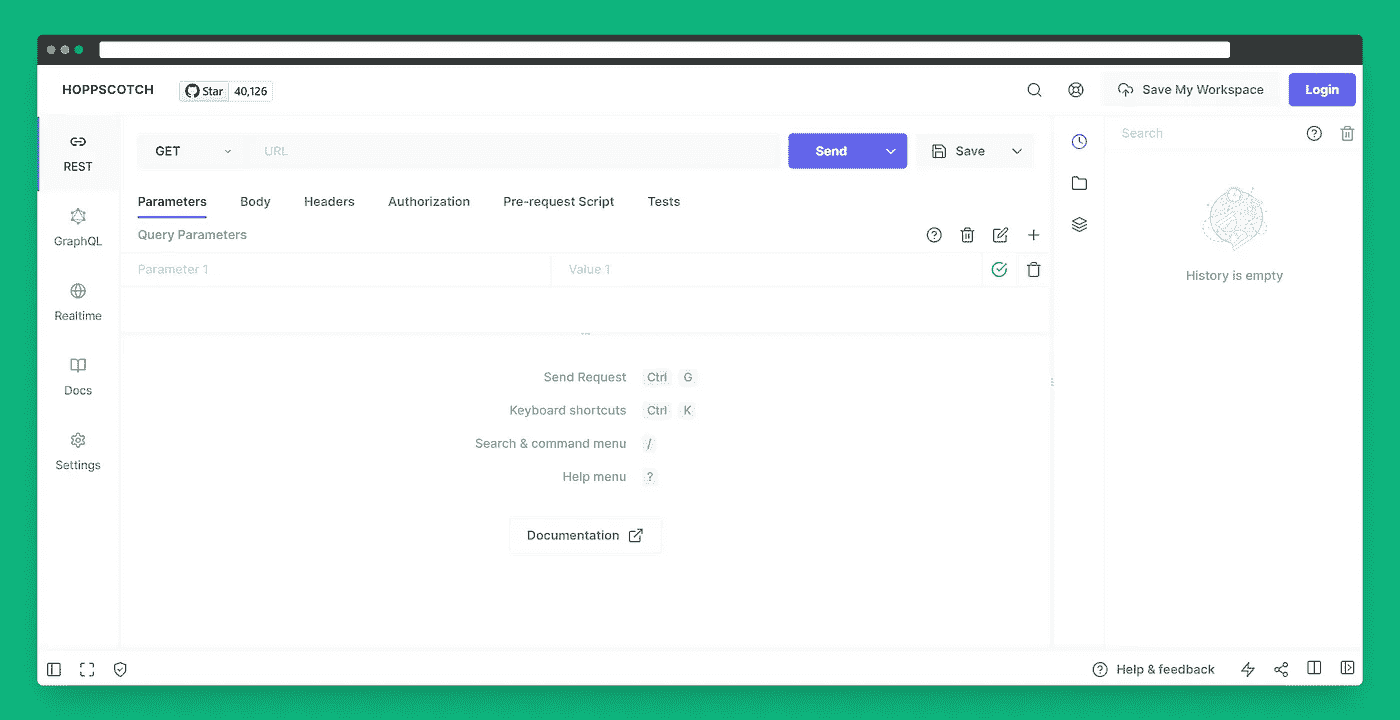 HOPPSCOTCH
Star 40,126
Save My Workspace
Login
REST
GraphQL
Realtime
Docs
Settings
GET
URL
Send
Save
Parameters Body Headers Authorization Pre-request Script Tests
Query Parameters
Parameter 1 Value 1
Send Request Ctrl G
Keyboard shortcuts Ctrl K
Search & command menu /
Help menu ?
Documentation
Search
History is empty
Help & feedback